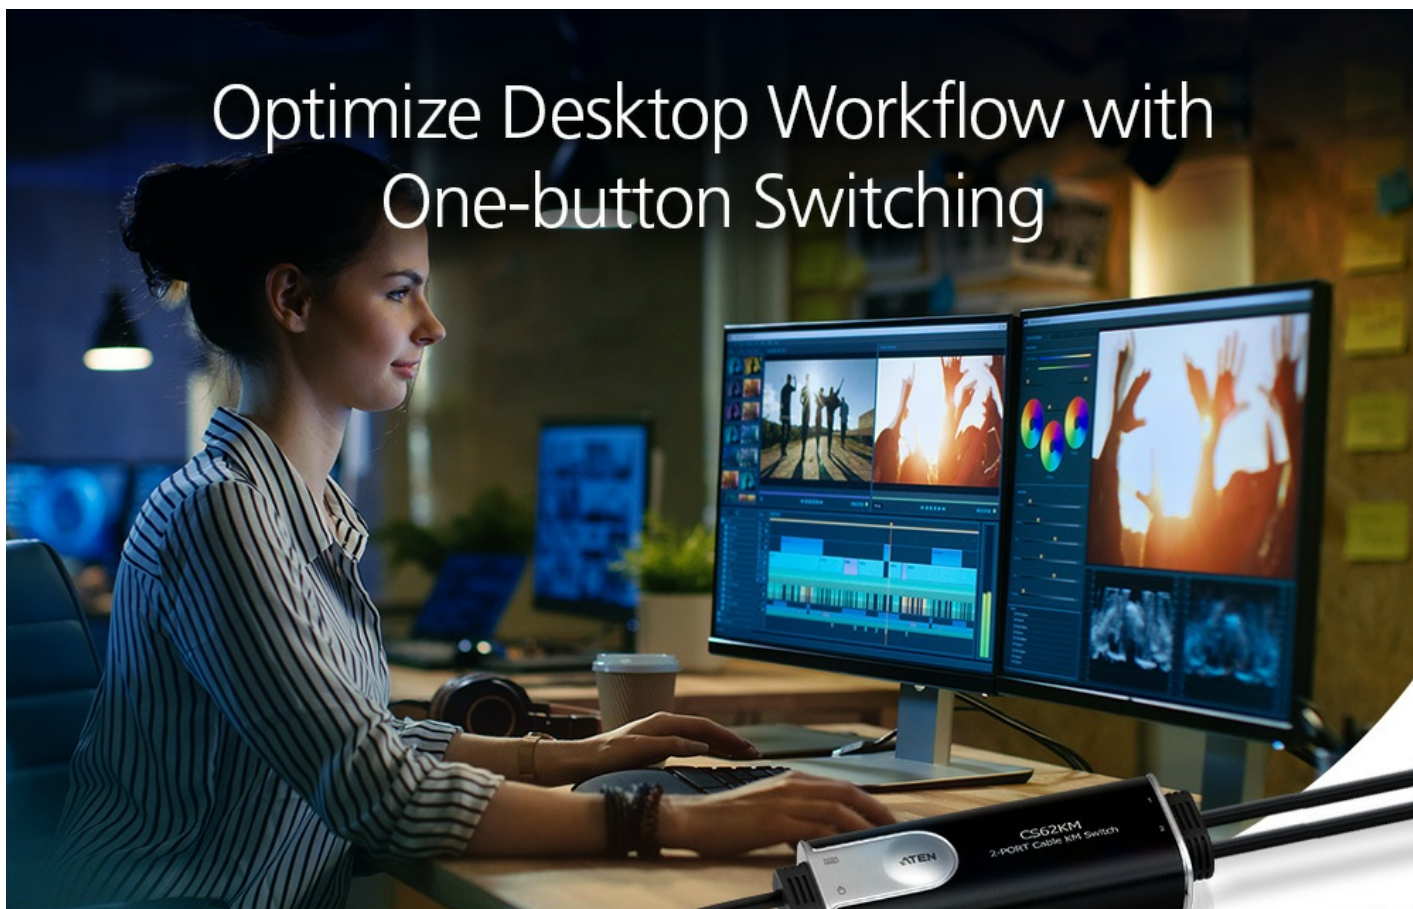 Optimize Desktop Workflow with
One-button Switching
CS62KM
2-PORT Cable KM Switch
ATEN